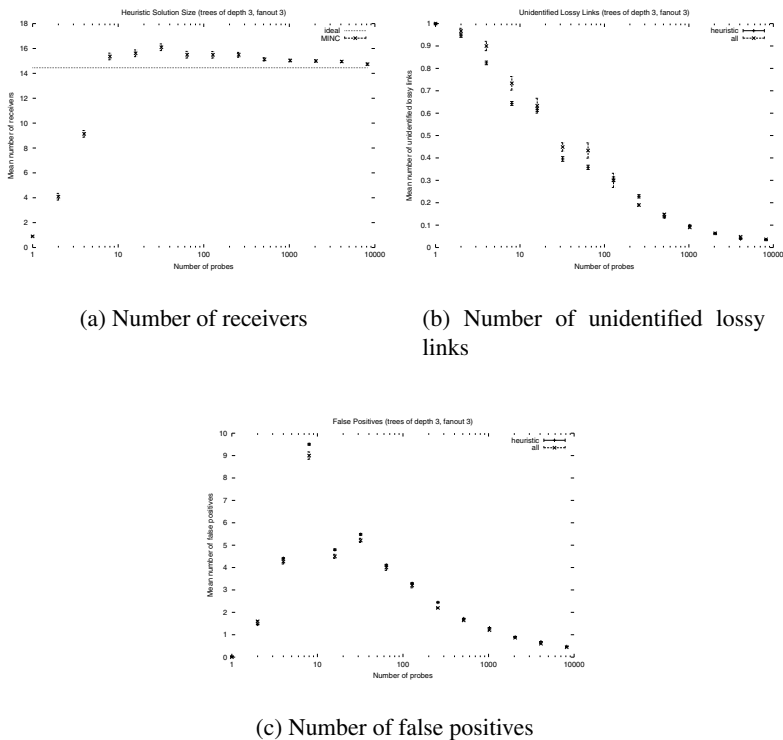 Heuristic Solution Size (trees of depth 3, fanout 3)
18
16
14
12
10
8
6
4
2
0
Mean number of receivers
ideal
MINC
1
10
100
1000
10000
Number of probes
(a) Number of receivers
Unidentified Lossy Links (trees of depth 3, fanout 3)
1
0.9
0.8
0.7
0.6
0.5
0.4
0.3
0.2
0.1
0
Mean number of unidentified lossy links
heuristic
all
1
10
100
1000
10000
Number of probes
(b) Number of unidentified lossy
links
False Positives (trees of depth 3, fanout 3)
10
9
8
7
6
5
4
3
2
1
0
Mean number of false positives
heuristic
all
1
10
100
1000
10000
Number of probes
(c) Number of false positives